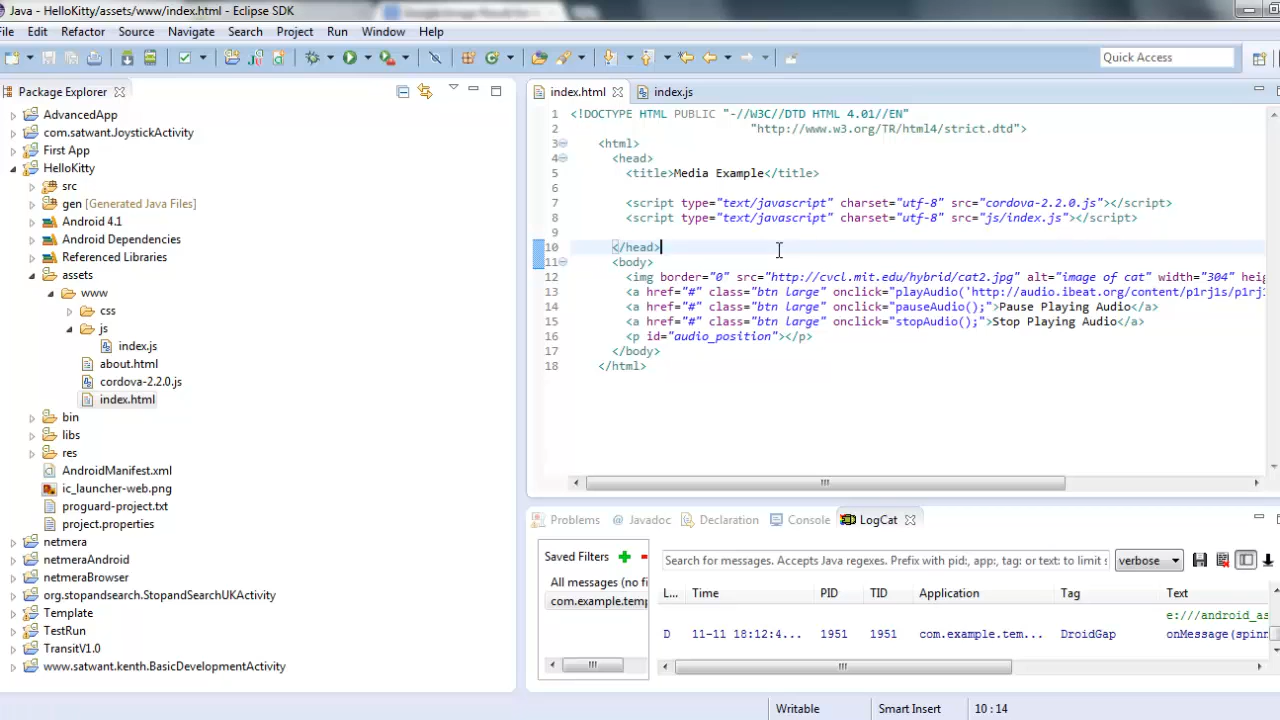 Java - HelloKitty/assets/www/index.html - Eclipse SDK
File Edit Refactor Source Navigate Search Project Run Window Help
Quick Access
Package Explorer
AdvancedApp
com.satwant.JoystickActivity
First App
HelloKitty
src
gen [Generated Java Files]
Android 4.1
Android Dependencies
Referenced Libraries
assets
www
css
js
index.js
about.html
cordova-2.2.0.js
index.html
bin
libs
res
AndroidManifest.xml
ic_launcher-web.png
proguard-project.txt
project.properties
netmera
netmeraAndroid
netmeraBrowser
org.stopandsearch.StopandSearchUKActivity
Template
TestRun
TransitV1.0
www.satwant.kenth.BasicDevelopmentActivity
index.html index.js
1 <!DOCTYPE HTML PUBLIC "-//W3C//DTD HTML 4.01//EN"
2 "http://www.w3.org/TR/html4/strict.dtd">
3 <html>
4 <head>
5 <title>Media Example</title>
6
7 <script type="text/javascript" charset="utf-8" src="cordova-2.2.0.js"></script>
8 <script type="text/javascript" charset="utf-8" src="js/index.js"></script>
9
10 </head>
11 <body>
12 <img border="0" src="http://cvcl.mit.edu/hybrid/cat2.jpg" alt="image of cat" width="304" hei
13 <a href="#" class="btn large" onclick="playAudio('http://audio.ibeat.org/content/p1rj1s/p1rj
14 <a href="#" class="btn large" onclick="pauseAudio();">Pause Playing Audio</a>
15 <a href="#" class="btn large" onclick="stopAudio();">Stop Playing Audio</a>
16 <p id="audio_position"></p>
17 </body>
18 </html>
Problems @ Javadoc Declaration Console LogCat
Saved Filters
All messages (no fi
com.example.temp
Search for messages. Accepts Java regexes. Prefix with pid:, app:, tag: or text: to limit s verbose
L... Time PID TID Application Tag Text
e:///android_as
D 11-11 18:12:4... 1951 1951 com.example.tem... DroidGap onMessage(spinn
Writable Smart Insert 10 : 14